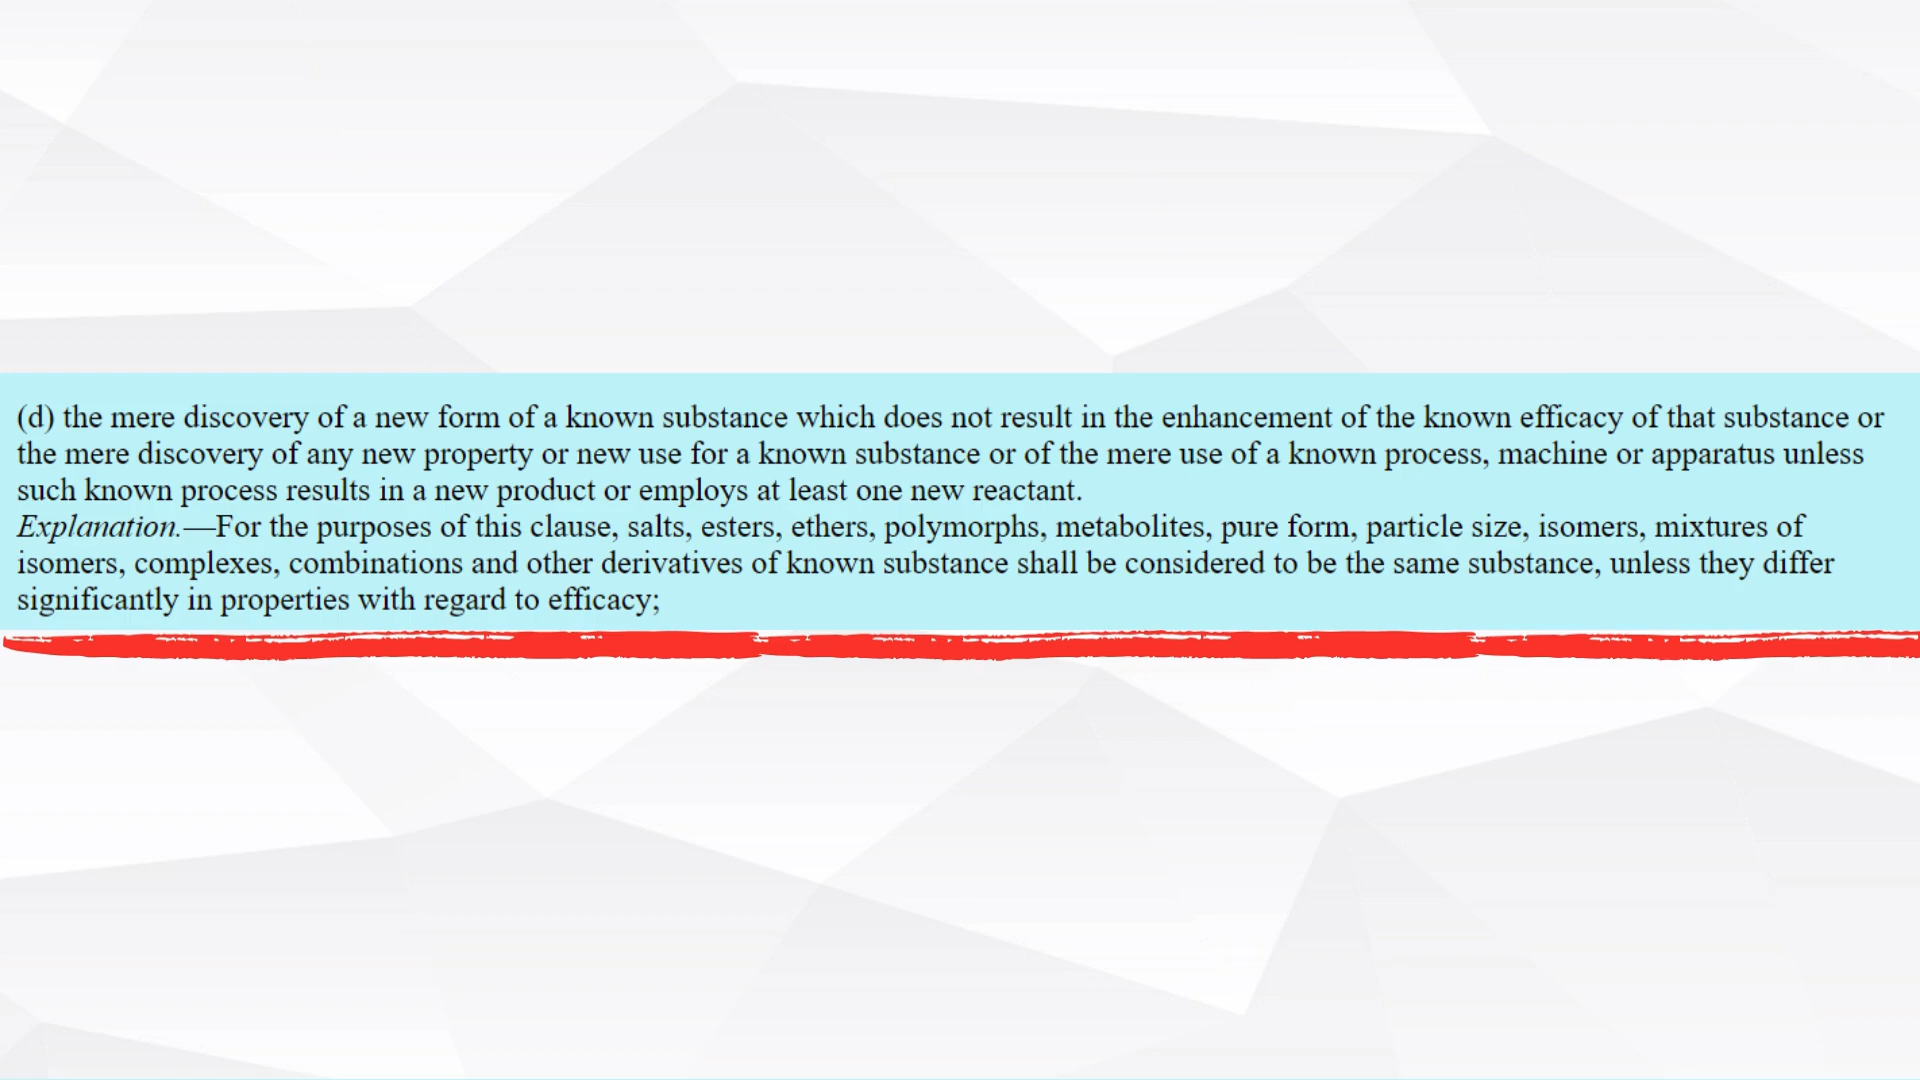 (d) the mere discovery of a new form of a known substance which does not result in the enhancement of the known efficacy of that substance or
the mere discovery of any new property or new use for a known substance or of the mere use of a known process, machine or apparatus unless
such known process results in a new product or employs at least one new reactant.
Explanation.—For the purposes of this clause, salts, esters, ethers, polymorphs, metabolites, pure form, particle size, isomers, mixtures of
isomers, complexes, combinations and other derivatives of known substance shall be considered to be the same substance, unless they differ
significantly in properties with regard to efficacy;